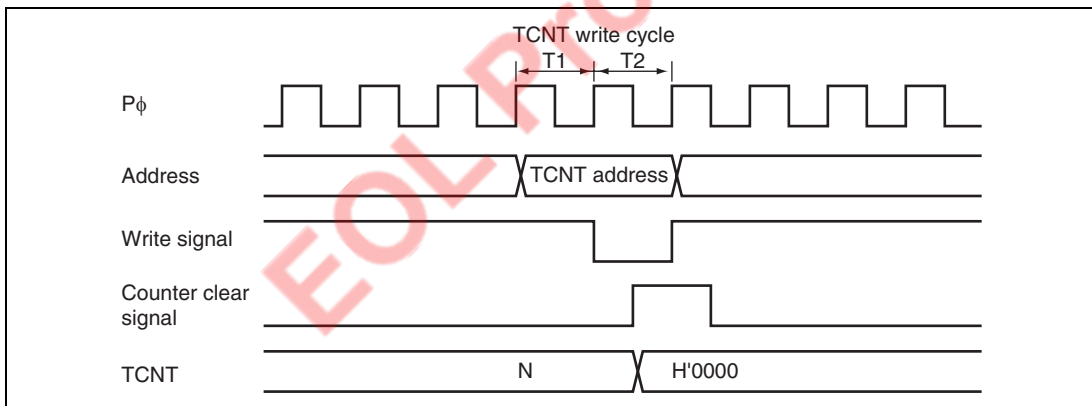 TCNT write cycle
T1 T2
Pϕ
Address
TCNT address
Write signal
Counter clear
signal
TCNT
N
H'0000
EOL Pro